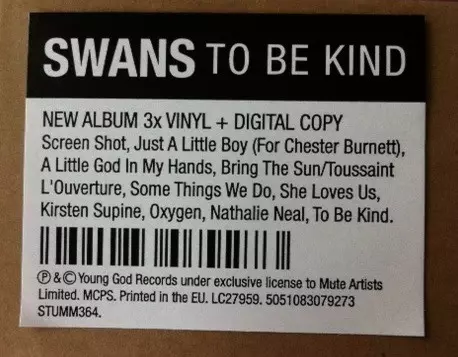 SWANS TO BE KIND
NEW ALBUM 3x VINYL + DIGITAL COPY
Screen Shot, Just A Little Boy (For Chester Burnett),
A Little God In My Hands, Bring The Sun/Toussaint
L'Ouverture, Some Things We Do, She Loves Us,
Kirsten Supine, Oxygen, Nathalie Neal, To Be Kind.
℗ & © Young God Records under exclusive license to Mute Artists
Limited. MCPS. Printed in the EU. LC27959. 5051083079273
STUMM364.